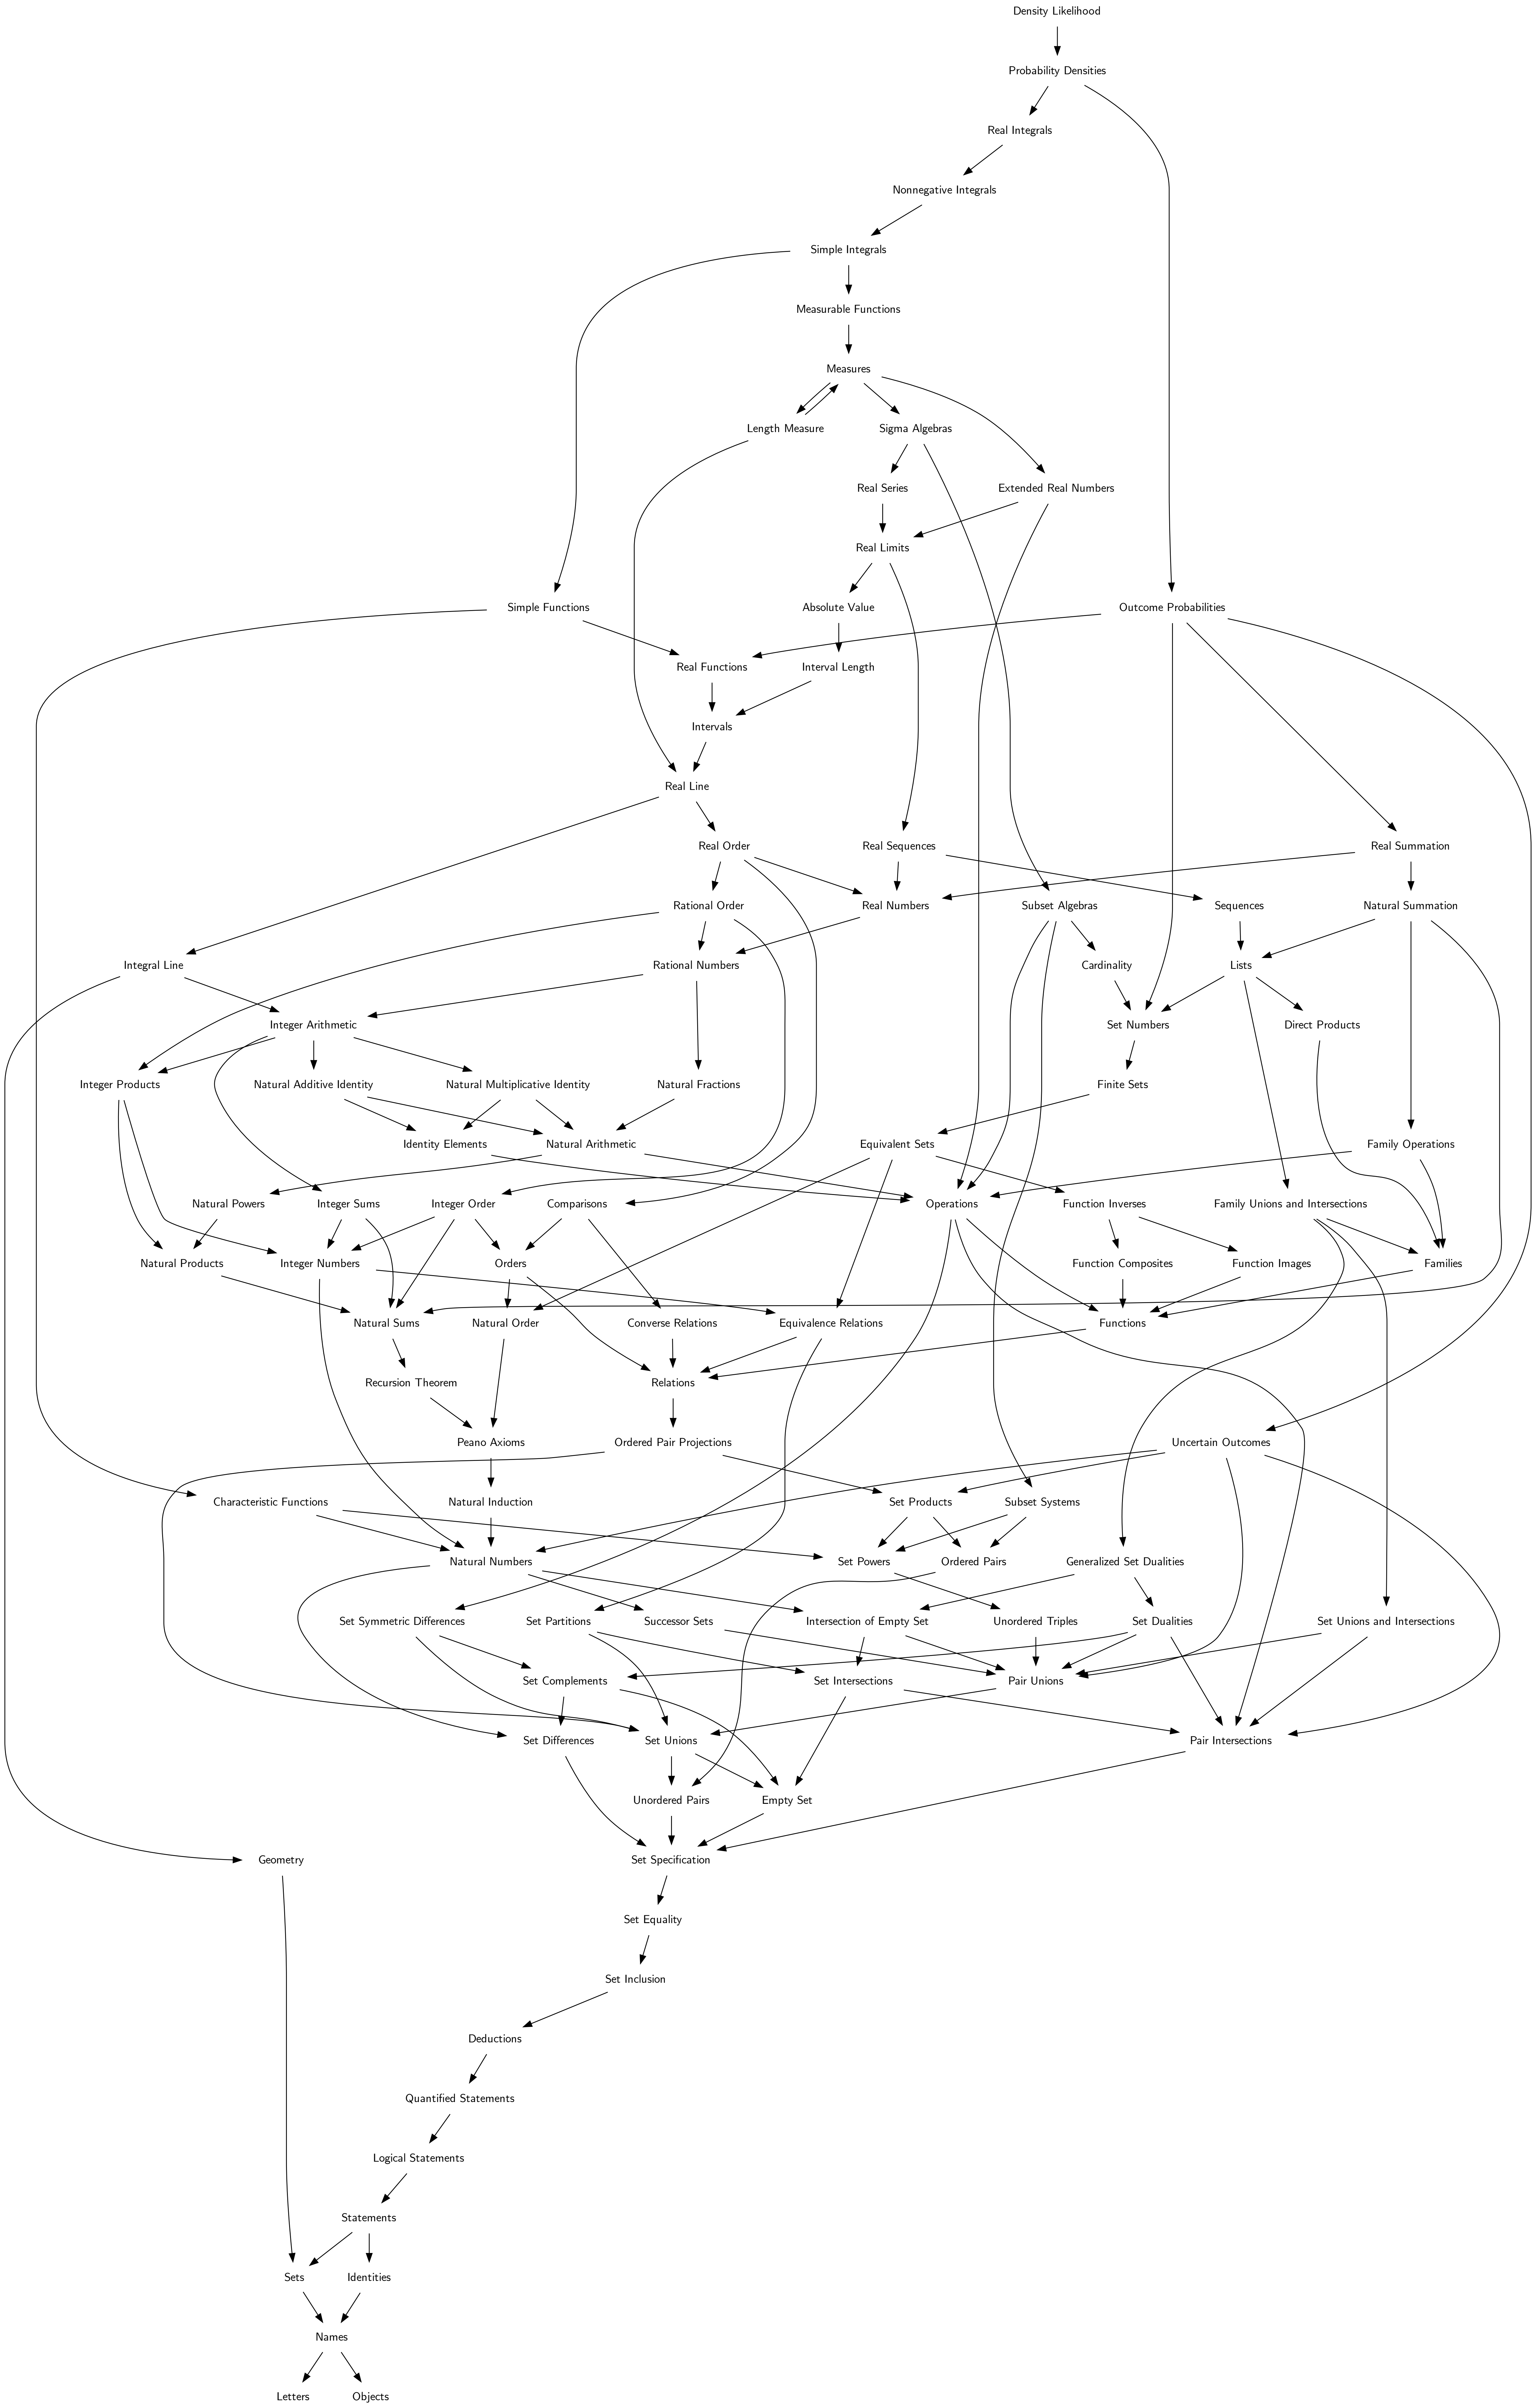 Density Likelihood
Probability Densities
Real Integrals
Nonnegative Integrals
Simple Integrals
Measurable Functions
Measures
Length Measure
Sigma Algebras
Real Series
Extended Real Numbers
Real Limits
Simple Functions
Absolute Value
Outcome Probabilities
Real Functions
Interval Length
Intervals
Real Line
Real Order
Real Sequences
Real Summation
Rational Order
Real Numbers
Subset Algebras
Sequences
Natural Summation
Integral Line
Rational Numbers
Cardinality
Lists
Integer Arithmetic
Set Numbers
Direct Products
Integer Products
Natural Additive Identity
Natural Multiplicative Identity
Natural Fractions
Finite Sets
Identity Elements
Natural Arithmetic
Equivalent Sets
Family Operations
Natural Powers
Integer Sums
Integer Order
Comparisons
Operations
Function Inverses
Family Unions and Intersections
Natural Products
Integer Numbers
Orders
Function Composites
Function Images
Families
Natural Sums
Natural Order
Converse Relations
Equivalence Relations
Functions
Recursion Theorem
Relations
Peano Axioms
Ordered Pair Projections
Uncertain Outcomes
Characteristic Functions
Natural Induction
Set Products
Subset Systems
Natural Numbers
Set Powers
Ordered Pairs
Generalized Set Dualities
Set Symmetric Differences
Set Partitions
Successor Sets
Intersection of Empty Set
Unordered Triples
Set Dualities
Set Unions and Intersections
Set Complements
Set Intersections
Pair Unions
Set Differences
Set Unions
Pair Intersections
Unordered Pairs
Empty Set
Geometry
Set Specification
Set Equality
Set Inclusion
Deductions
Quantified Statements
Logical Statements
Statements
Sets
Identities
Names
Letters
Objects